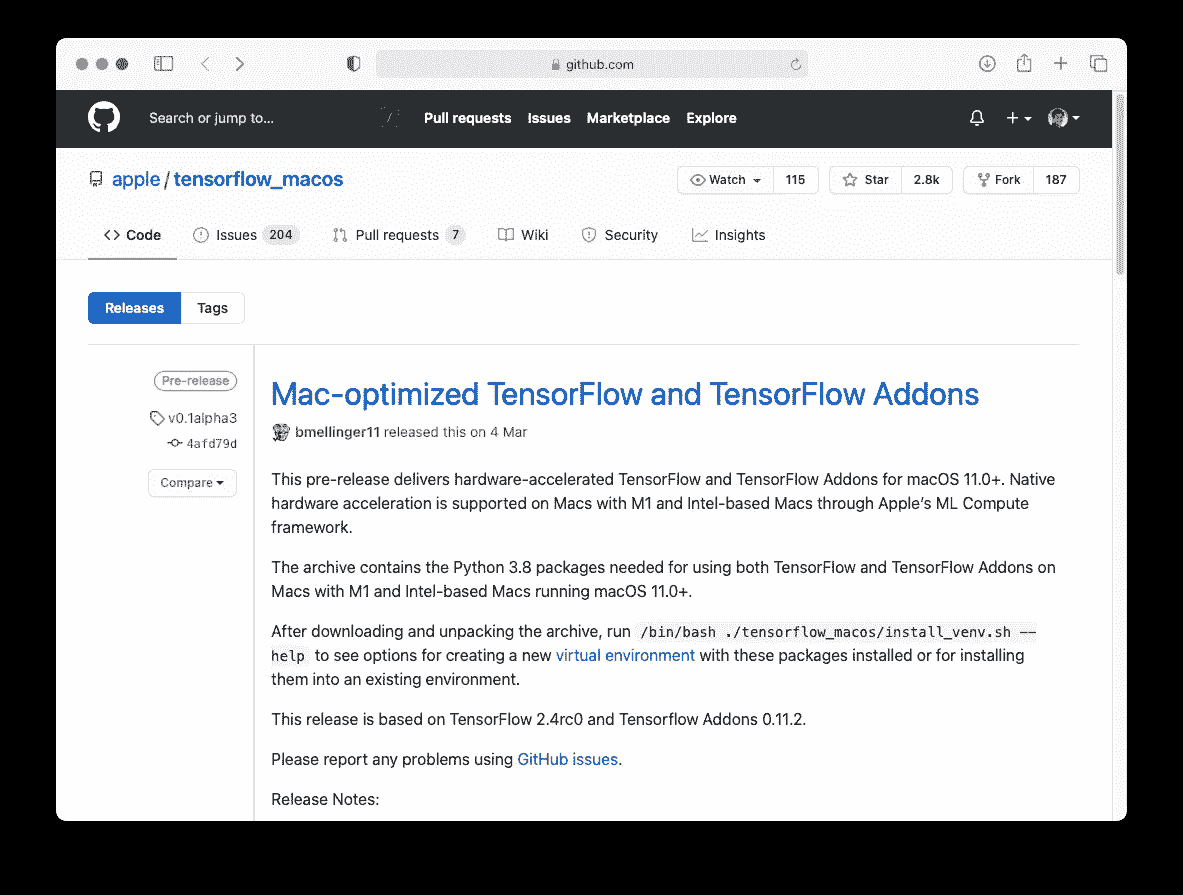 github.com
Search or jump to... / Pull requests Issues Marketplace Explore
apple / tensorflow_macos Watch 115 Star 2.8k Fork 187
Code Issues 204 Pull requests 7 Wiki Security Insights
Releases Tags
Pre-release
v0.1alpha3
4afd79d
Compare
Mac-optimized TensorFlow and TensorFlow Addons
bmellinger11 released this on 4 Mar
This pre-release delivers hardware-accelerated TensorFlow and TensorFlow Addons for macOS 11.0+. Native
hardware acceleration is supported on Macs with M1 and Intel-based Macs through Apple's ML Compute
framework.
The archive contains the Python 3.8 packages needed for using both TensorFlow and TensorFlow Addons on
Macs with M1 and Intel-based Macs running macOS 11.0+.
After downloading and unpacking the archive, run /bin/bash ./tensorflow_macos/install_venv.sh --
help to see options for creating a new virtual environment with these packages installed or for installing
them into an existing environment.
This release is based on TensorFlow 2.4rc0 and Tensorflow Addons 0.11.2.
Please report any problems using GitHub issues.
Release Notes: